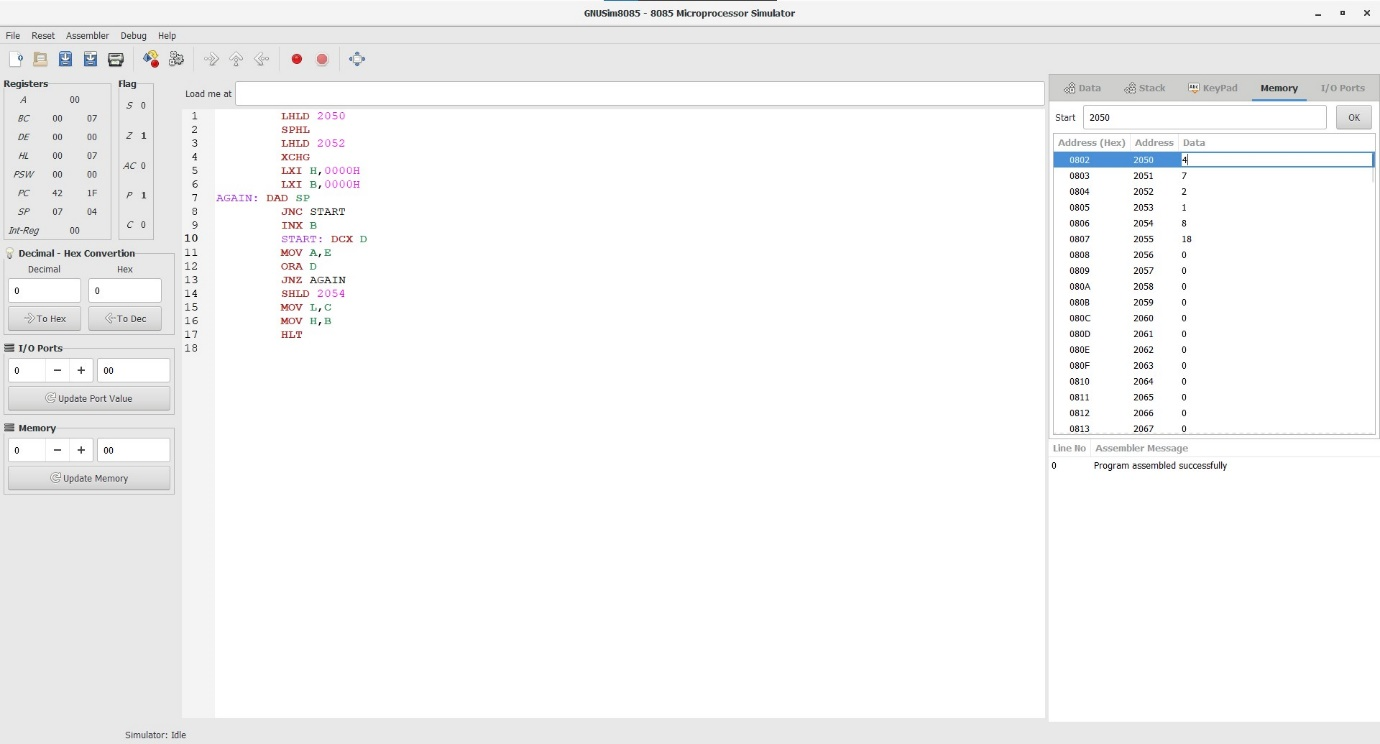 GNUSim8085 - 8085 Microprocessor Simulator
File Reset Assembler Debug Help
Registers
A 00
BC 00 07
DE 00 00
HL 00 07
PSW 00 00
PC 42 1F
SP 07 04
Int-Reg 00
Flag
S 0
Z 1
AC 0
P 1
C 0
Decimal - Hex Convertion
Decimal Hex
0 0
To Hex To Dec
I/O Ports
0 − + 00
Update Port Value
Memory
0 − + 00
Update Memory
Load me at
1 LHLD 2050
2 SPHL
3 LHLD 2052
4 XCHG
5 LXI H,0000H
6 LXI B,0000H
7 AGAIN: DAD SP
8 JNC START
9 INX B
10 START: DCX D
11 MOV A,E
12 ORA D
13 JNZ AGAIN
14 SHLD 2054
15 MOV L,C
16 MOV H,B
17 HLT
18
Data Stack KeyPad Memory I/O Ports
Start 2050 OK
Address (Hex) Address Data
0802 2050 4
0803 2051 7
0804 2052 2
0805 2053 1
0806 2054 8
0807 2055 18
0808 2056 0
0809 2057 0
080A 2058 0
080B 2059 0
080C 2060 0
080D 2061 0
080E 2062 0
080F 2063 0
0810 2064 0
0811 2065 0
0812 2066 0
0813 2067 0
Line No Assembler Message
0 Program assembled successfully
Simulator: Idle